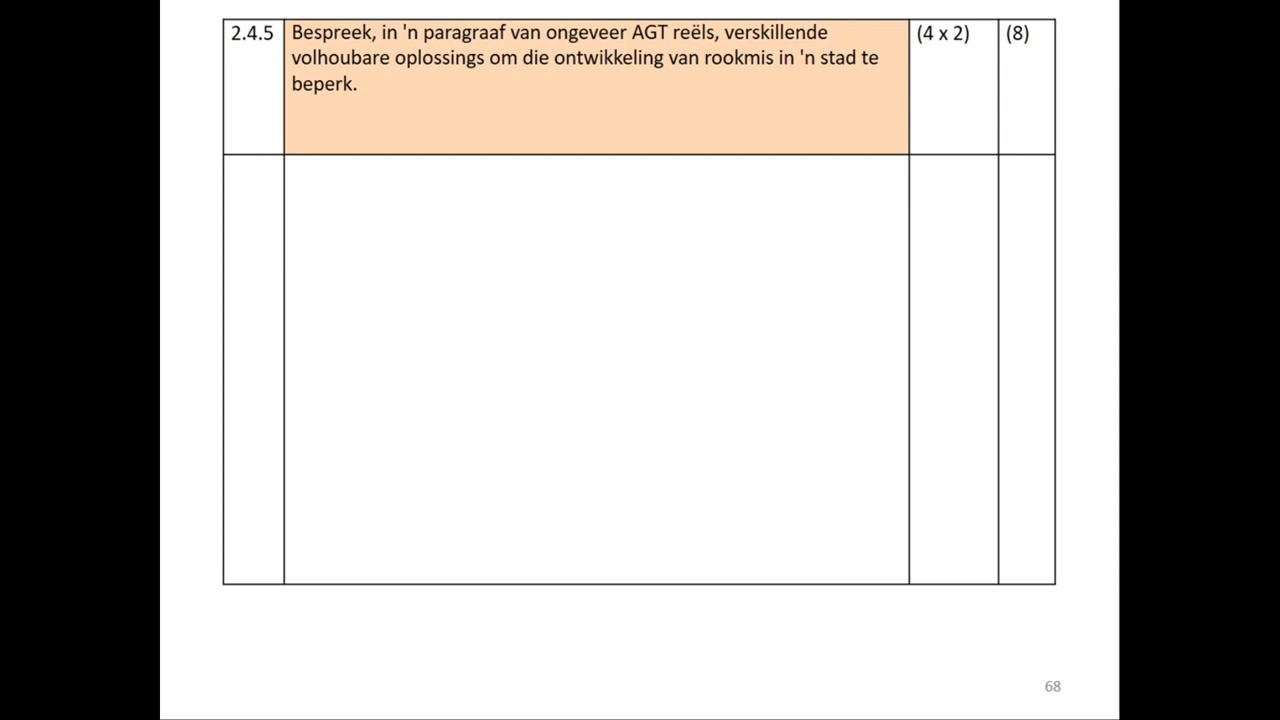 2.4.5 Bespreek, in 'n paragraaf van ongeveer AGT reëls, verskillende (4 x 2) (8)
volhoubare oplossings om die ontwikkeling van rookmis in 'n stad te
beperk.
68